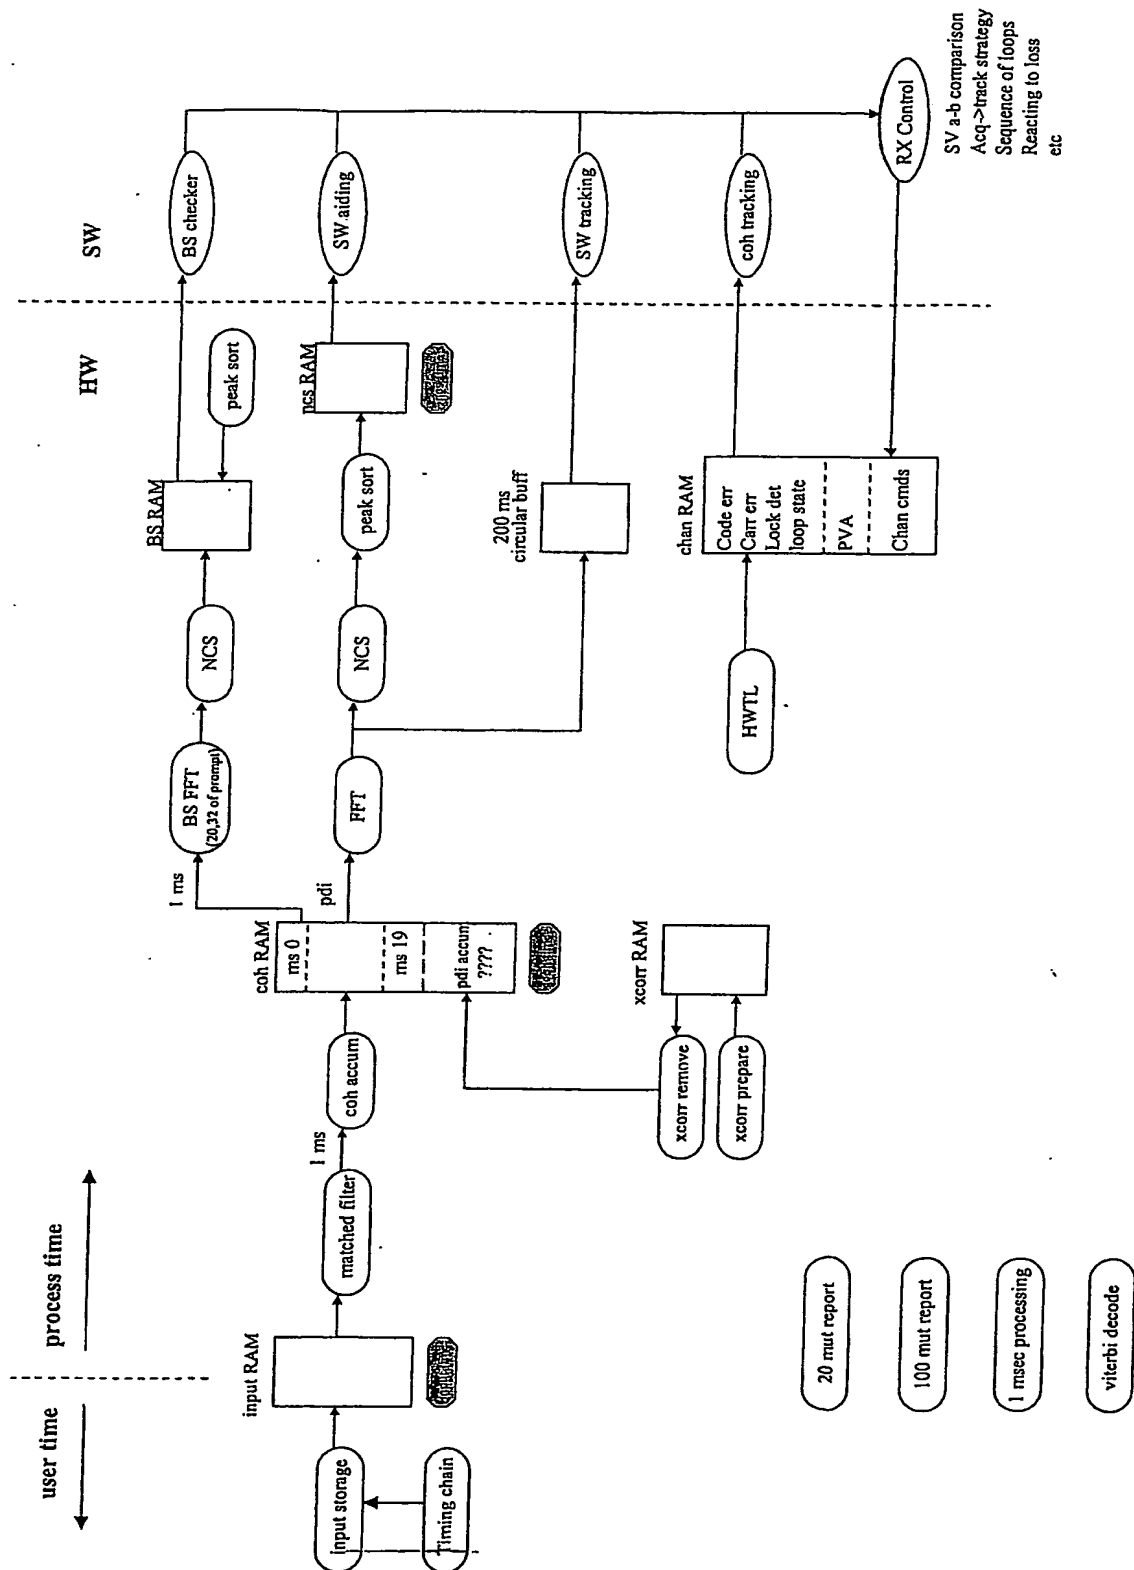 user time
process time
HW
SW
input storage
Timing chain
input RAM
matched filter
1 ms
coh accum
coh RAM
ms 0
ms 19
pdi accum
????
1 ms
pdi
BS FFT
(20,32 of prompt)
NCS
BS RAM
peak sort
BS checker
FFT
NCS
peak sort
ncs RAM
SW aiding
200 ms
circular buff
SW tracking
xcorr RAM
xcorr remove
xcorr prepare
HWTL
chan RAM
Code err
Carr err
Lock det
loop state
PVA
Chan cmds
coh tracking
RX Control
SV a-b comparison
Acq->track strategy
Sequence of loops
Reacting to loss
etc
20 mut report
100 mut report
1 msec processing
viterbi decode